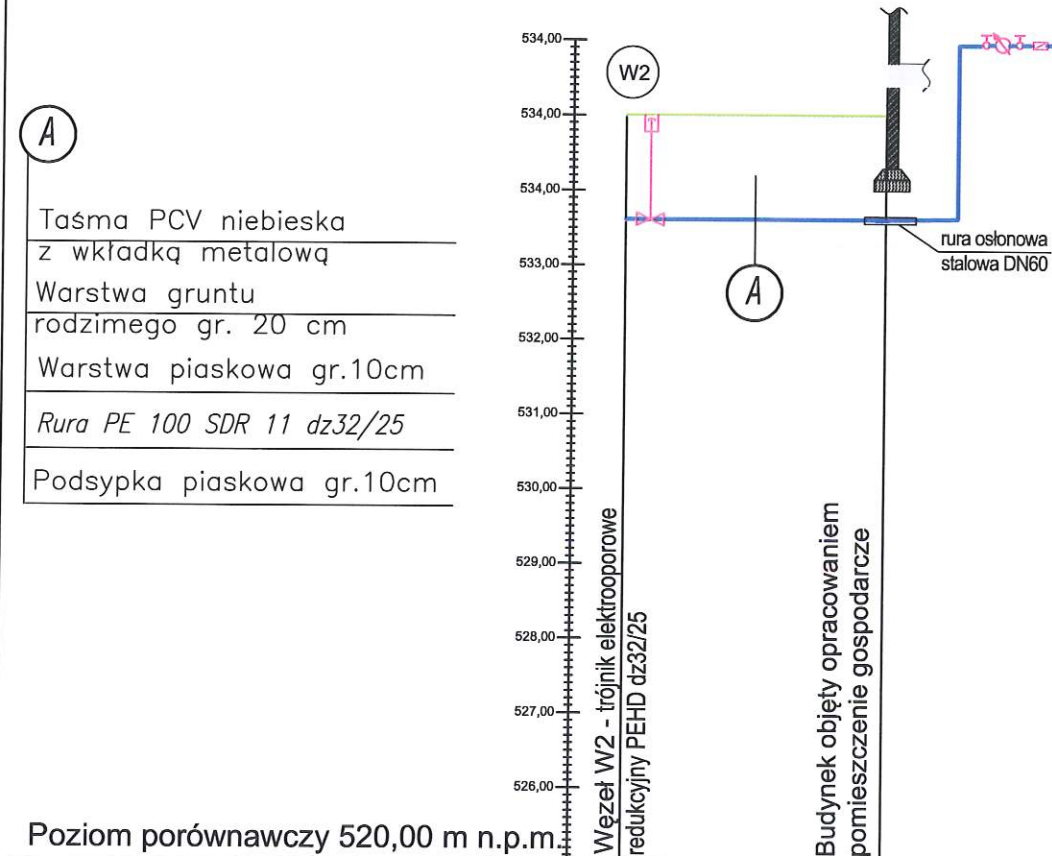 A
Taśma PCV niebieska
z wkładką metalową
Warstwa gruntu
rodzimego gr. 20 cm
Warstwa piaskowa gr.10cm
Rura PE 100 SDR 11 dz32/25
Podsypka piaskowa gr.10cm
534,00
534,00
534,00
533,00
532,00
531,00
530,00
529,00
528,00
527,00
526,00
W2
A
rura osłonowa
stalowa DN60
Węzeł W2 - trójnik elektrooporowe
redukcyjny PEHD dz32/25
Budynek objęty opracowaniem
pomieszczenie gospodarcze
Poziom porównawczy 520,00 m n.p.m.